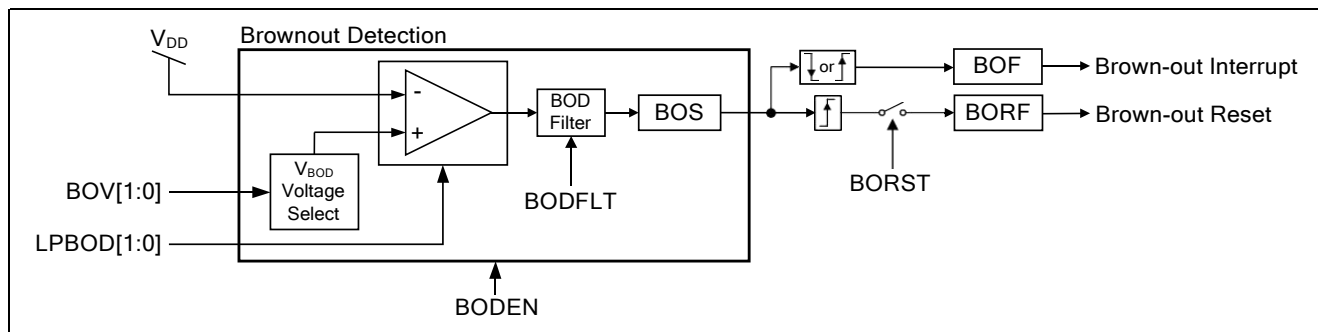 Brownout Detection
VDD
-
+
BOD
Filter
BOS
or
BOF
Brown-out Interrupt
BORF
Brown-out Reset
BORST
BODFLT
VBOD
Voltage
Select
BOV[1:0]
LPBOD[1:0]
BODEN